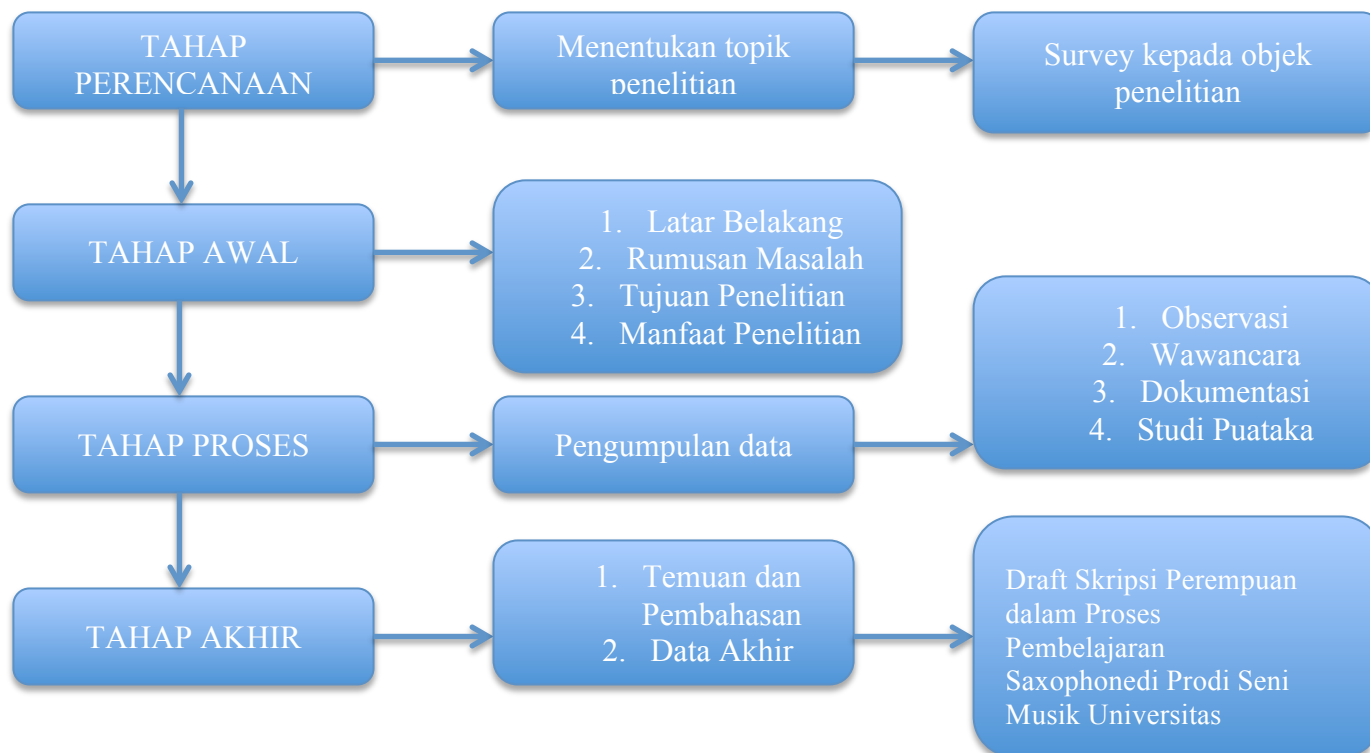 TAHAP
PERENCANAAN
Menentukan topik
penelitian
Survey kepada objek
penelitian
TAHAP AWAL
1. Latar Belakang
2. Rumusan Masalah
3. Tujuan Penelitian
4. Manfaat Penelitian
TAHAP PROSES
Pengumpulan data
1. Observasi
2. Wawancara
3. Dokumentasi
4. Studi Puataka
TAHAP AKHIR
1. Temuan dan
Pembahasan
2. Data Akhir
Draft Skripsi Perempuan
dalam Proses
Pembelajaran
Saxophonedi Prodi Seni
Musik Universitas